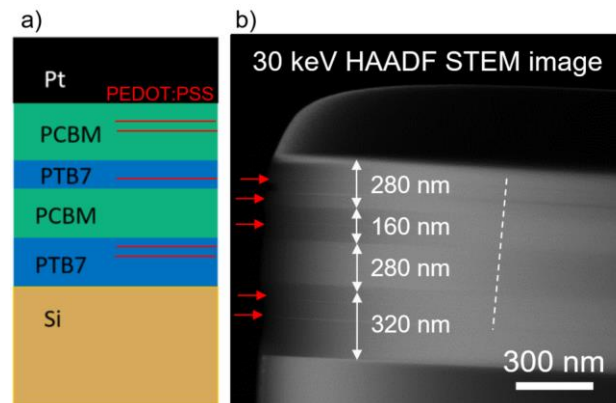 a)
b)
Pt
PEDOT:PSS
PCBM
PTB7
PCBM
PTB7
Si
30 keV HAADF STEM image
280 nm
160 nm
280 nm
320 nm
300 nm